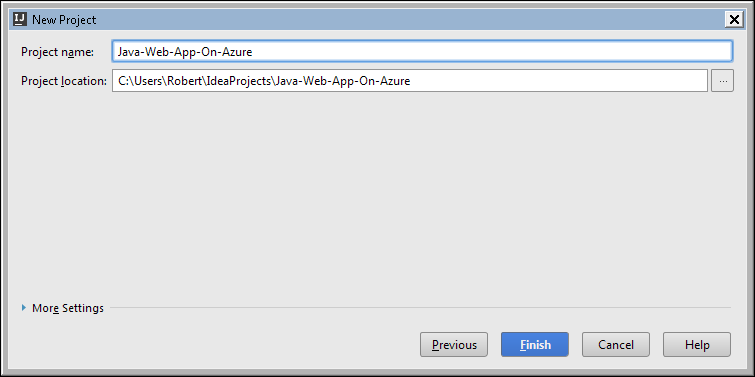 IJ New Project
Project name: Java-Web-App-On-Azure
Project location: C:\Users\Robert\IdeaProjects\Java-Web-App-On-Azure ...
More Settings
Previous Finish Cancel Help